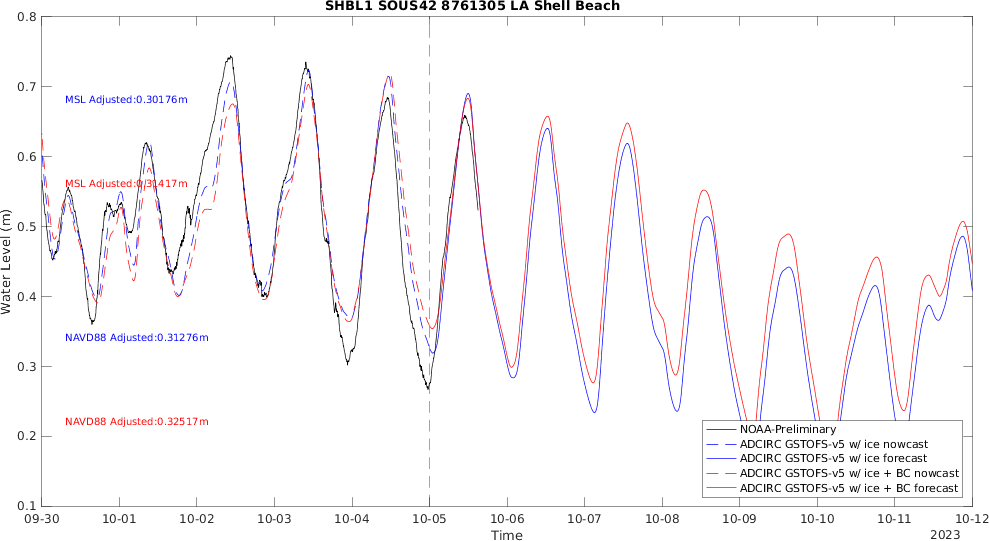 SHBL1 SOUS42 8761305 LA Shell Beach
0.8
0.7
0.6
0.5
0.4
0.3
0.2
0.1
Water Level (m)
MSL Adjusted:0.30176m
MSL Adjusted:0.31417m
NAVD88 Adjusted:0.31276m
NAVD88 Adjusted:0.32517m
NOAA-Preliminary
ADCIRC GSTOFS-v5 w/ ice nowcast
ADCIRC GSTOFS-v5 w/ ice forecast
ADCIRC GSTOFS-v5 w/ ice + BC nowcast
ADCIRC GSTOFS-v5 w/ ice + BC forecast
09-30 10-01 10-02 10-03 10-04 10-05 10-06 10-07 10-08 10-09 10-10 10-11 10-12
Time
2023